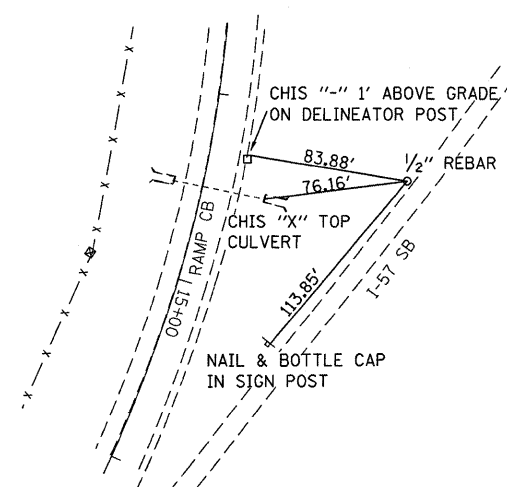 CHIS "-" 1' ABOVE GRADE
ON DELINEATOR POST
83.88'
1/2" REBAR
76.16'
CHIS "X" TOP
CULVERT
RAMP CB
15+00
I-57 SB
113.85'
NAIL & BOTTLE CAP
IN SIGN POST
x
x
x
x
x
x
x